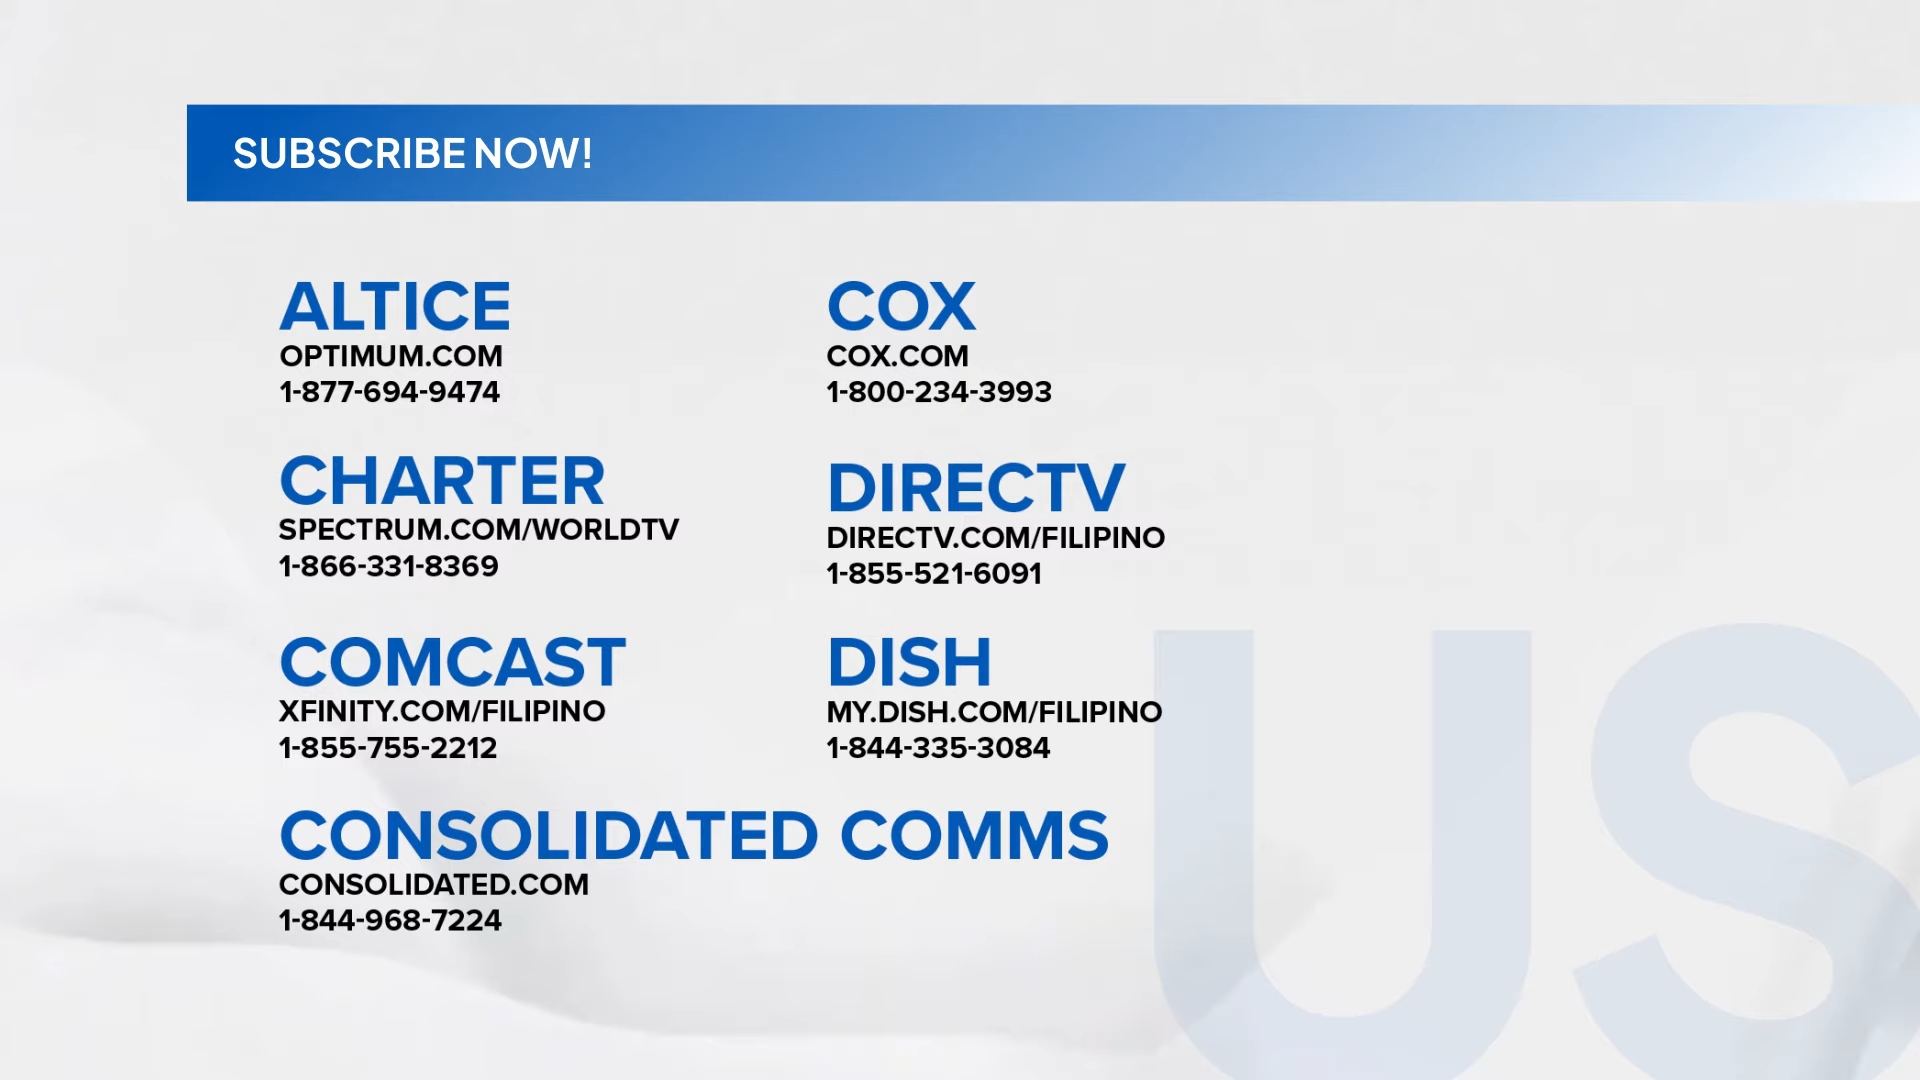 SUBSCRIBE NOW!
ALTICE
OPTIMUM.COM
1-877-694-9474
CHARTER
SPECTRUM.COM/WORLDTV
1-866-331-8369
COMCAST
XFINITY.COM/FILIPINO
1-855-755-2212
CONSOLIDATED COMMS
CONSOLIDATED.COM
1-844-968-7224
COX
COX.COM
1-800-234-3993
DIRECTV
DIRECTV.COM/FILIPINO
1-855-521-6091
DISH
MY.DISH.COM/FILIPINO
1-844-335-3084
US